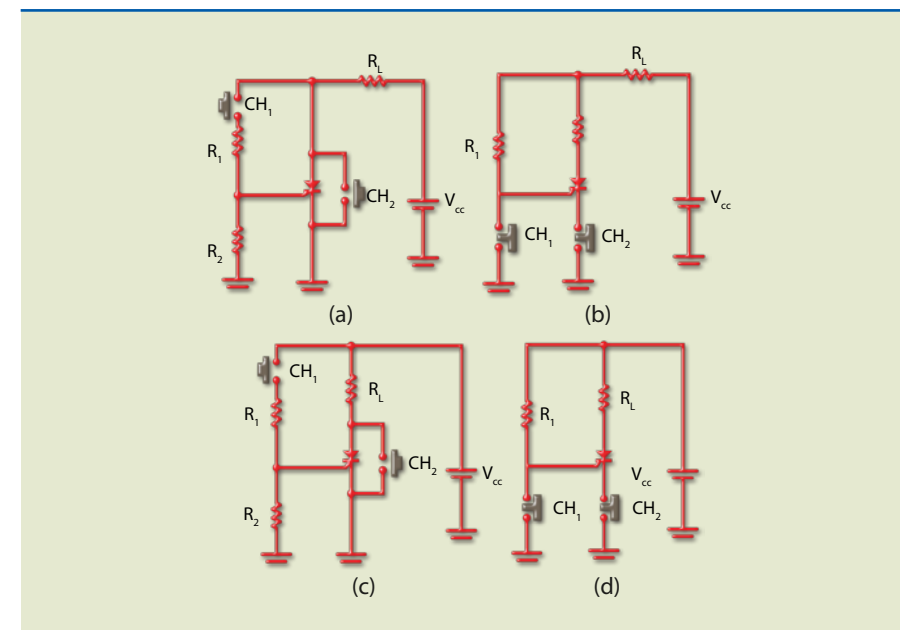 R_L
CH_1
R_1
CH_2
V_cc
R_2
(a)
R_L
R_1
V_cc
CH_1
CH_2
(b)
CH_1
R_L
R_1
CH_2
V_cc
R_2
(c)
R_1
R_L
V_cc
CH_1
CH_2
(d)